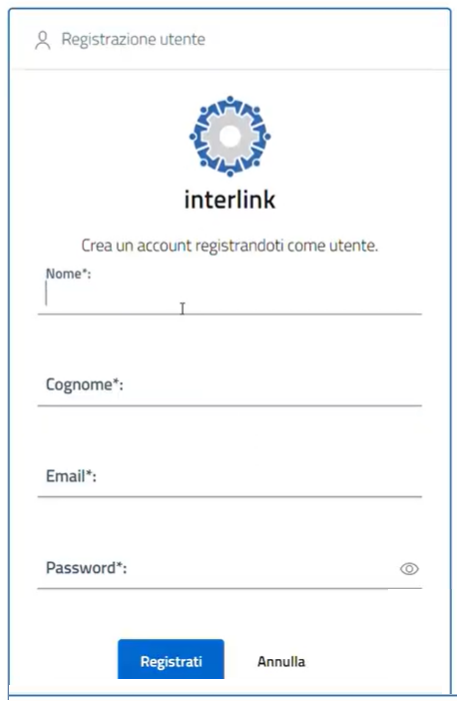 Registrazione utente
interlink
Crea un account registrandoti come utente.
Nome*:
Cognome*:
Email*:
Password*:
Registrati Annulla